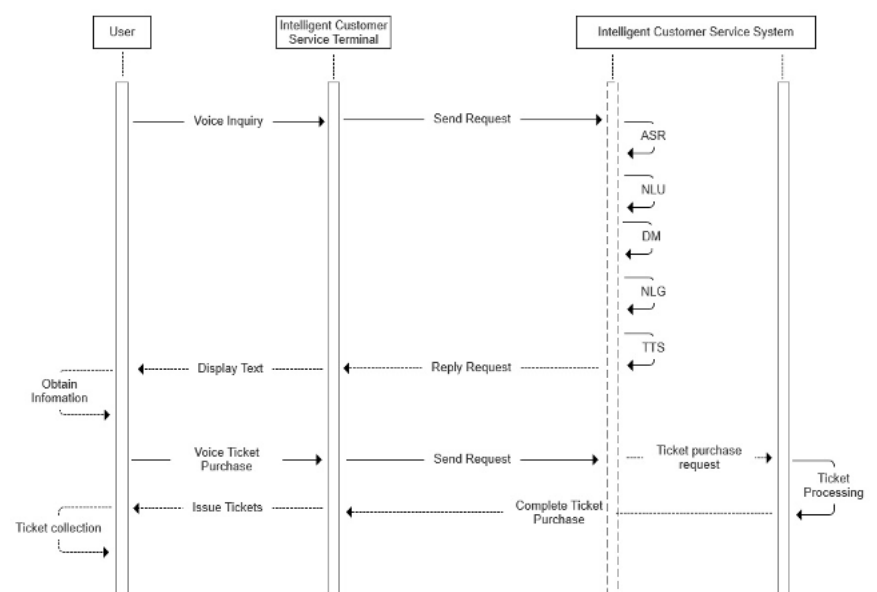 User
Intelligent Customer
Service Terminal
Intelligent Customer Service System
Voice Inquiry
Send Request
ASR
NLU
DM
NLG
TTS
Display Text
Reply Request
Obtain
Infomation
Voice Ticket
Purchase
Send Request
Ticket purchase
request
Ticket
Processing
Issue Tickets
Complete Ticket
Purchase
Ticket collection